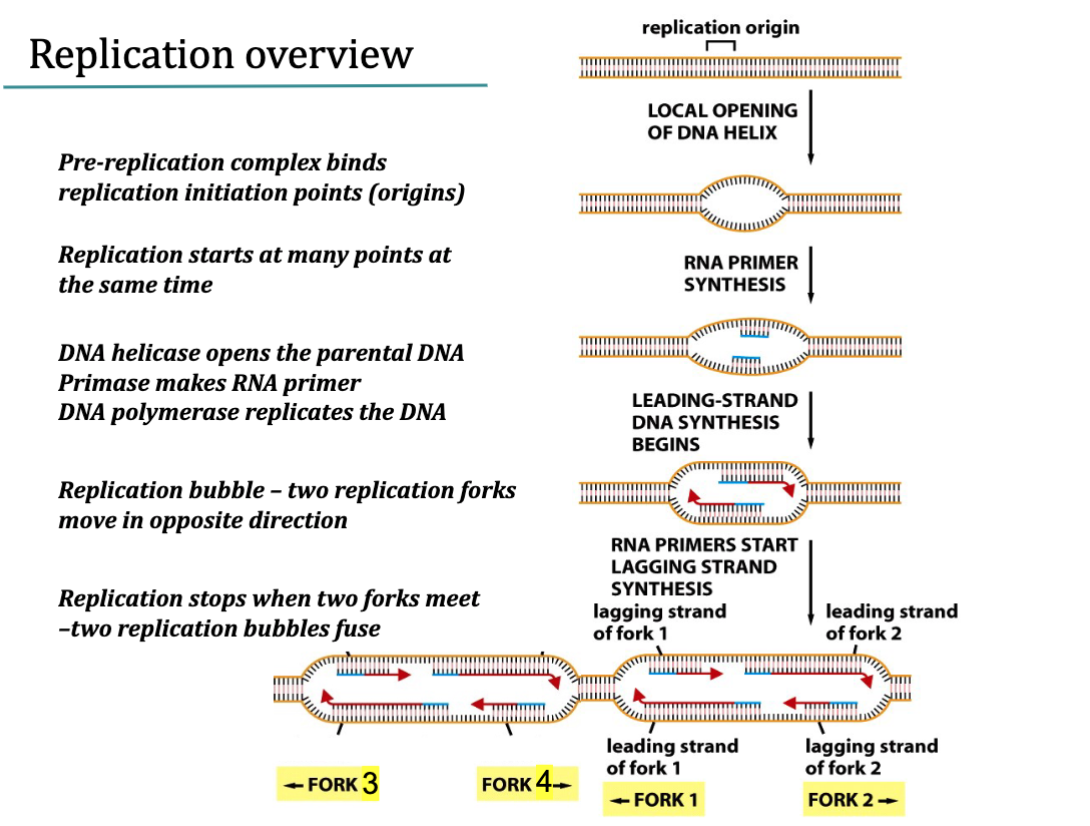 Replication overview
Pre-replication complex binds
replication initiation points (origins)
Replication starts at many points at
the same time
DNA helicase opens the parental DNA
Primase makes RNA primer
DNA polymerase replicates the DNA
Replication bubble – two replication forks
move in opposite direction
Replication stops when two forks meet
–two replication bubbles fuse
replication origin
LOCAL OPENING
OF DNA HELIX
RNA PRIMER
SYNTHESIS
LEADING-STRAND
DNA SYNTHESIS
BEGINS
RNA PRIMERS START
LAGGING STRAND
SYNTHESIS
lagging strand
of fork 1
leading strand
of fork 2
leading strand
of fork 1
lagging strand
of fork 2
← FORK 3
FORK 4→
← FORK 1
FORK 2 →